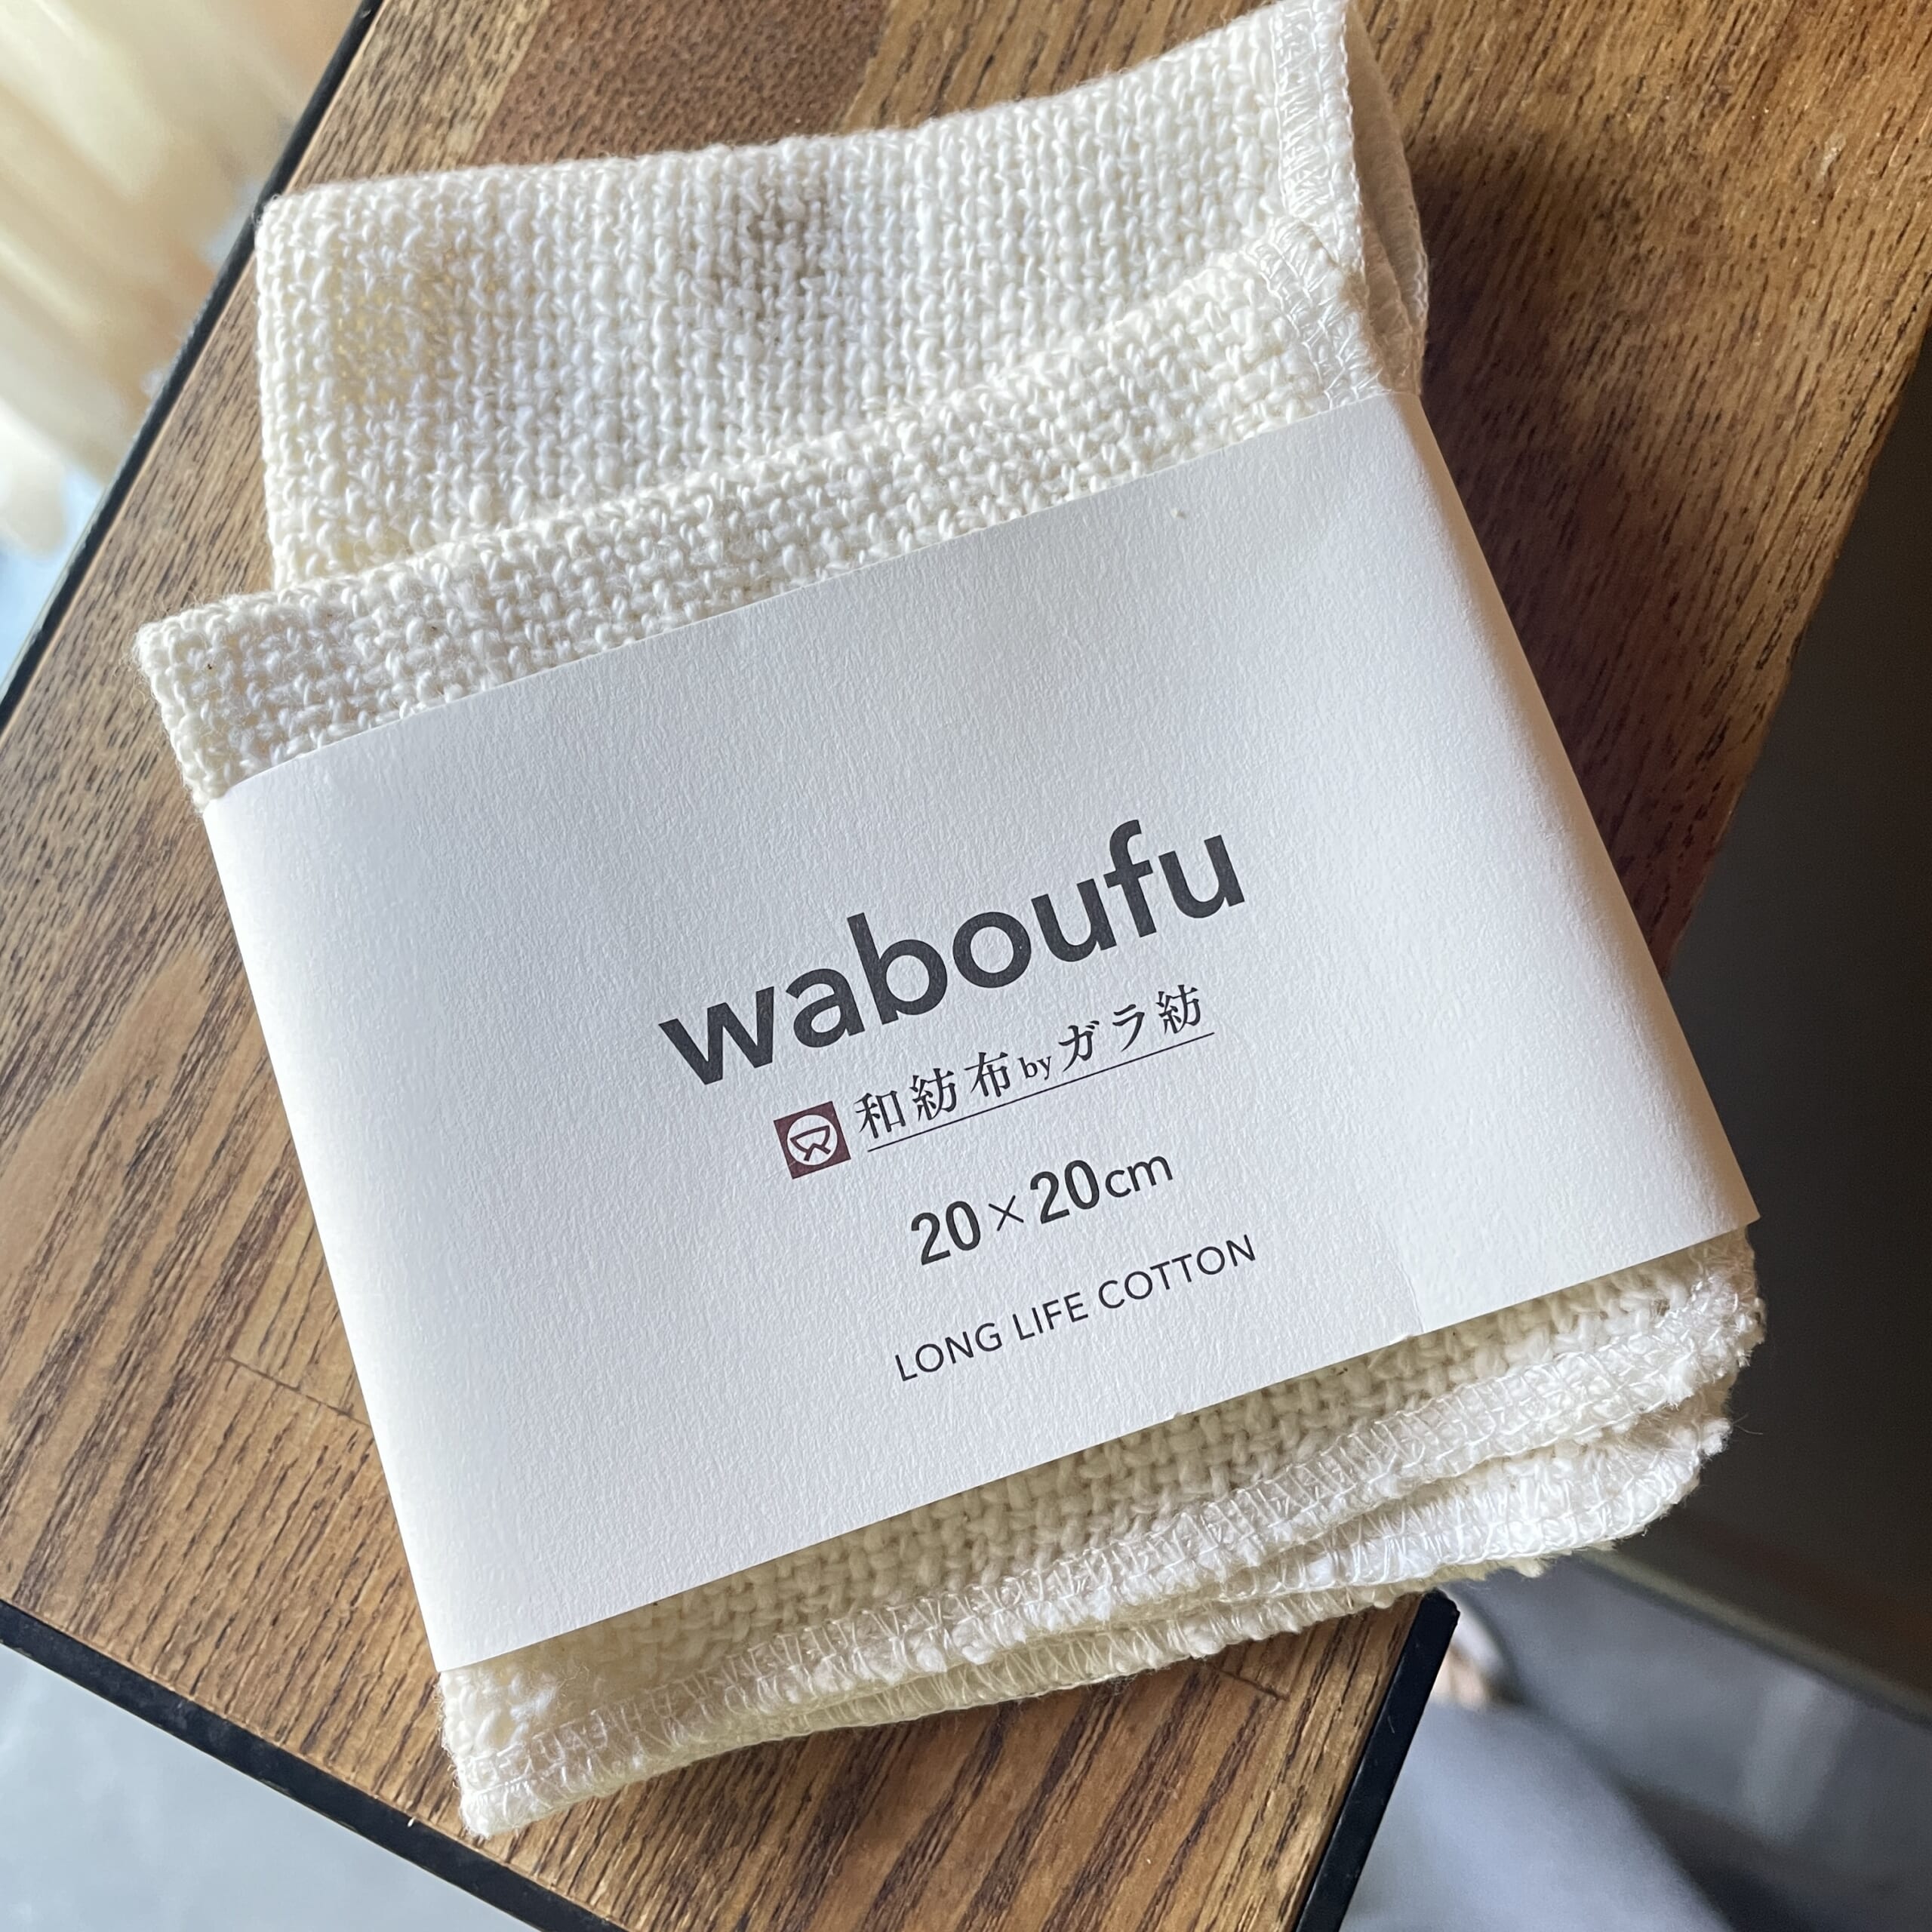 waboufu
和紡布byガラ紡
20×20cm
LONG LIFE COTTON